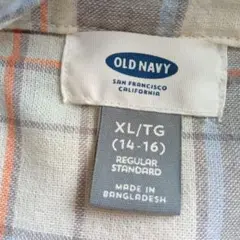 OLD NAVY
SAN FRANCISCO
CALIFORNIA
XL/TG
(14-16)
REGULAR
STANDARD
MADE IN
BANGLADESH